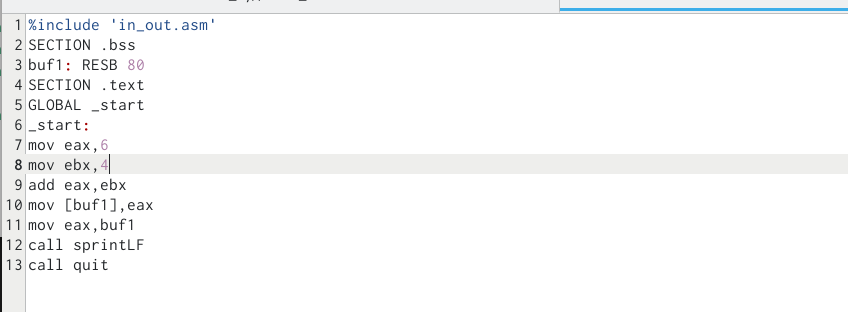 1 %include 'in_out.asm'
2 SECTION .bss
3 buf1: RESB 80
4 SECTION .text
5 GLOBAL _start
6 _start:
7 mov eax,6
8 mov ebx,4
9 add eax,ebx
10 mov [buf1],eax
11 mov eax,buf1
12 call sprintLF
13 call quit